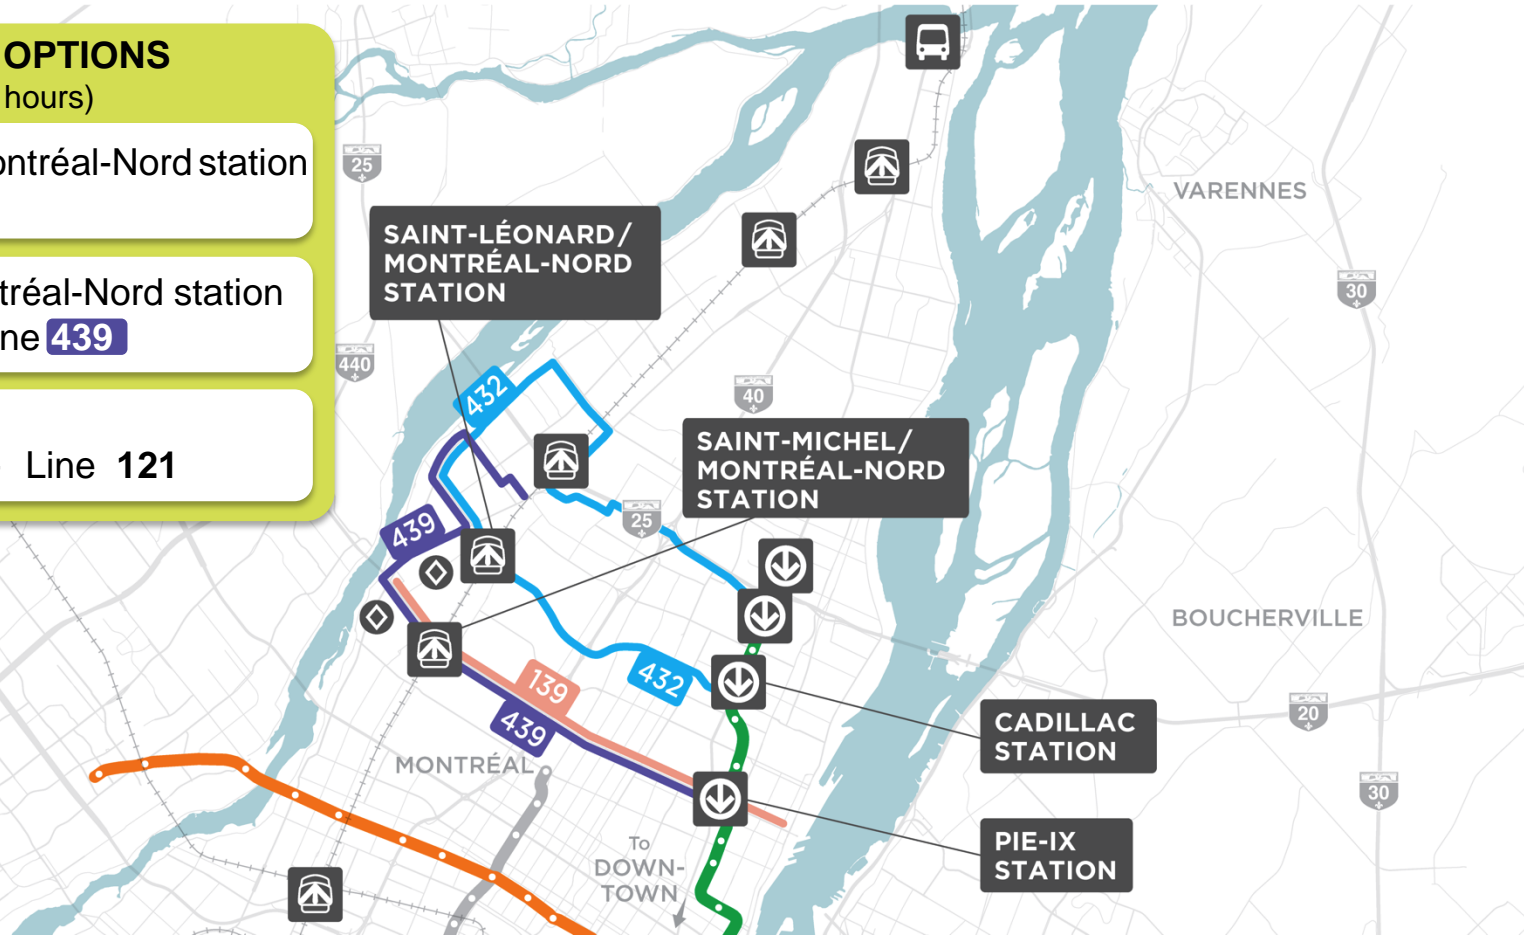 OPTIONS
hours)
ontréal-Nord station
tréal-Nord station
ne 439
Line 121
25
SAINT-LÉONARD/
MONTRÉAL-NORD
STATION
VARENNES
30
440
40
432
SAINT-MICHEL/
MONTRÉAL-NORD
STATION
25
439
BOUCHERVILLE
432
139
439
CADILLAC
STATION
20
MONTRÉAL
30
To
DOWN-
TOWN
PIE-IX
STATION